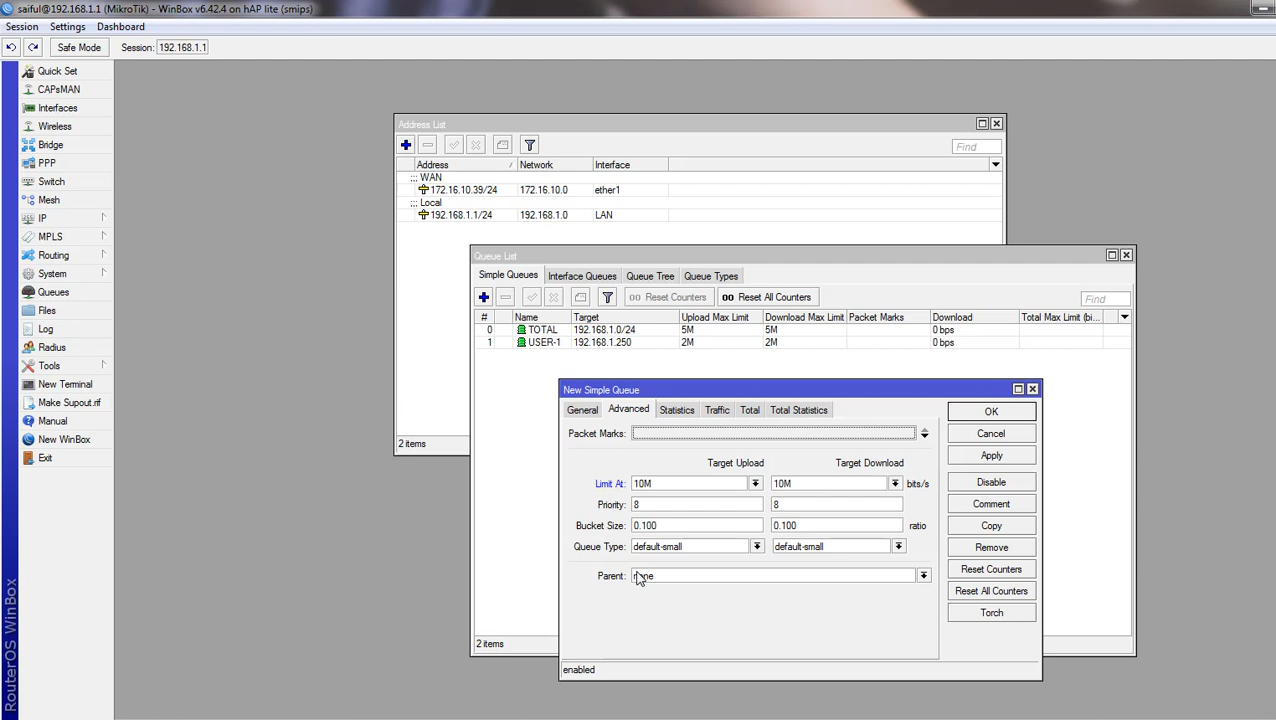 saiful@192.168.1.1 (MikroTik) - WinBox v6.42.4 on hAP lite (smips)
Session Settings Dashboard
Safe Mode Session: 192.168.1.1
Quick Set
CAPsMAN
Interfaces
Wireless
Bridge
PPP
Switch
Mesh
IP
MPLS
Routing
System
Queues
Files
Log
Radius
Tools
New Terminal
Make Supout.rif
Manual
New WinBox
Exit
RouterOS WinBox
Address List
Find
Address Network Interface
::: WAN
172.16.10.39/24 172.16.10.0 ether1
::: Local
192.168.1.1/24 192.168.1.0 LAN
2 items
Queue List
Simple Queues Interface Queues Queue Tree Queue Types
00 Reset Counters 00 Reset All Counters Find
# Name Target Upload Max Limit Download Max Limit Packet Marks Download Total Max Limit (bi...
0 TOTAL 192.168.1.0/24 5M 5M 0 bps
1 USER-1 192.168.1.250 2M 2M 0 bps
2 items
New Simple Queue
General Advanced Statistics Traffic Total Total Statistics
Packet Marks:
Target Upload Target Download
Limit At: 10M 10M bits/s
Priority: 8 8
Bucket Size: 0.100 0.100 ratio
Queue Type: default-small default-small
Parent: none
enabled
OK
Cancel
Apply
Disable
Comment
Copy
Remove
Reset Counters
Reset All Counters
Torch